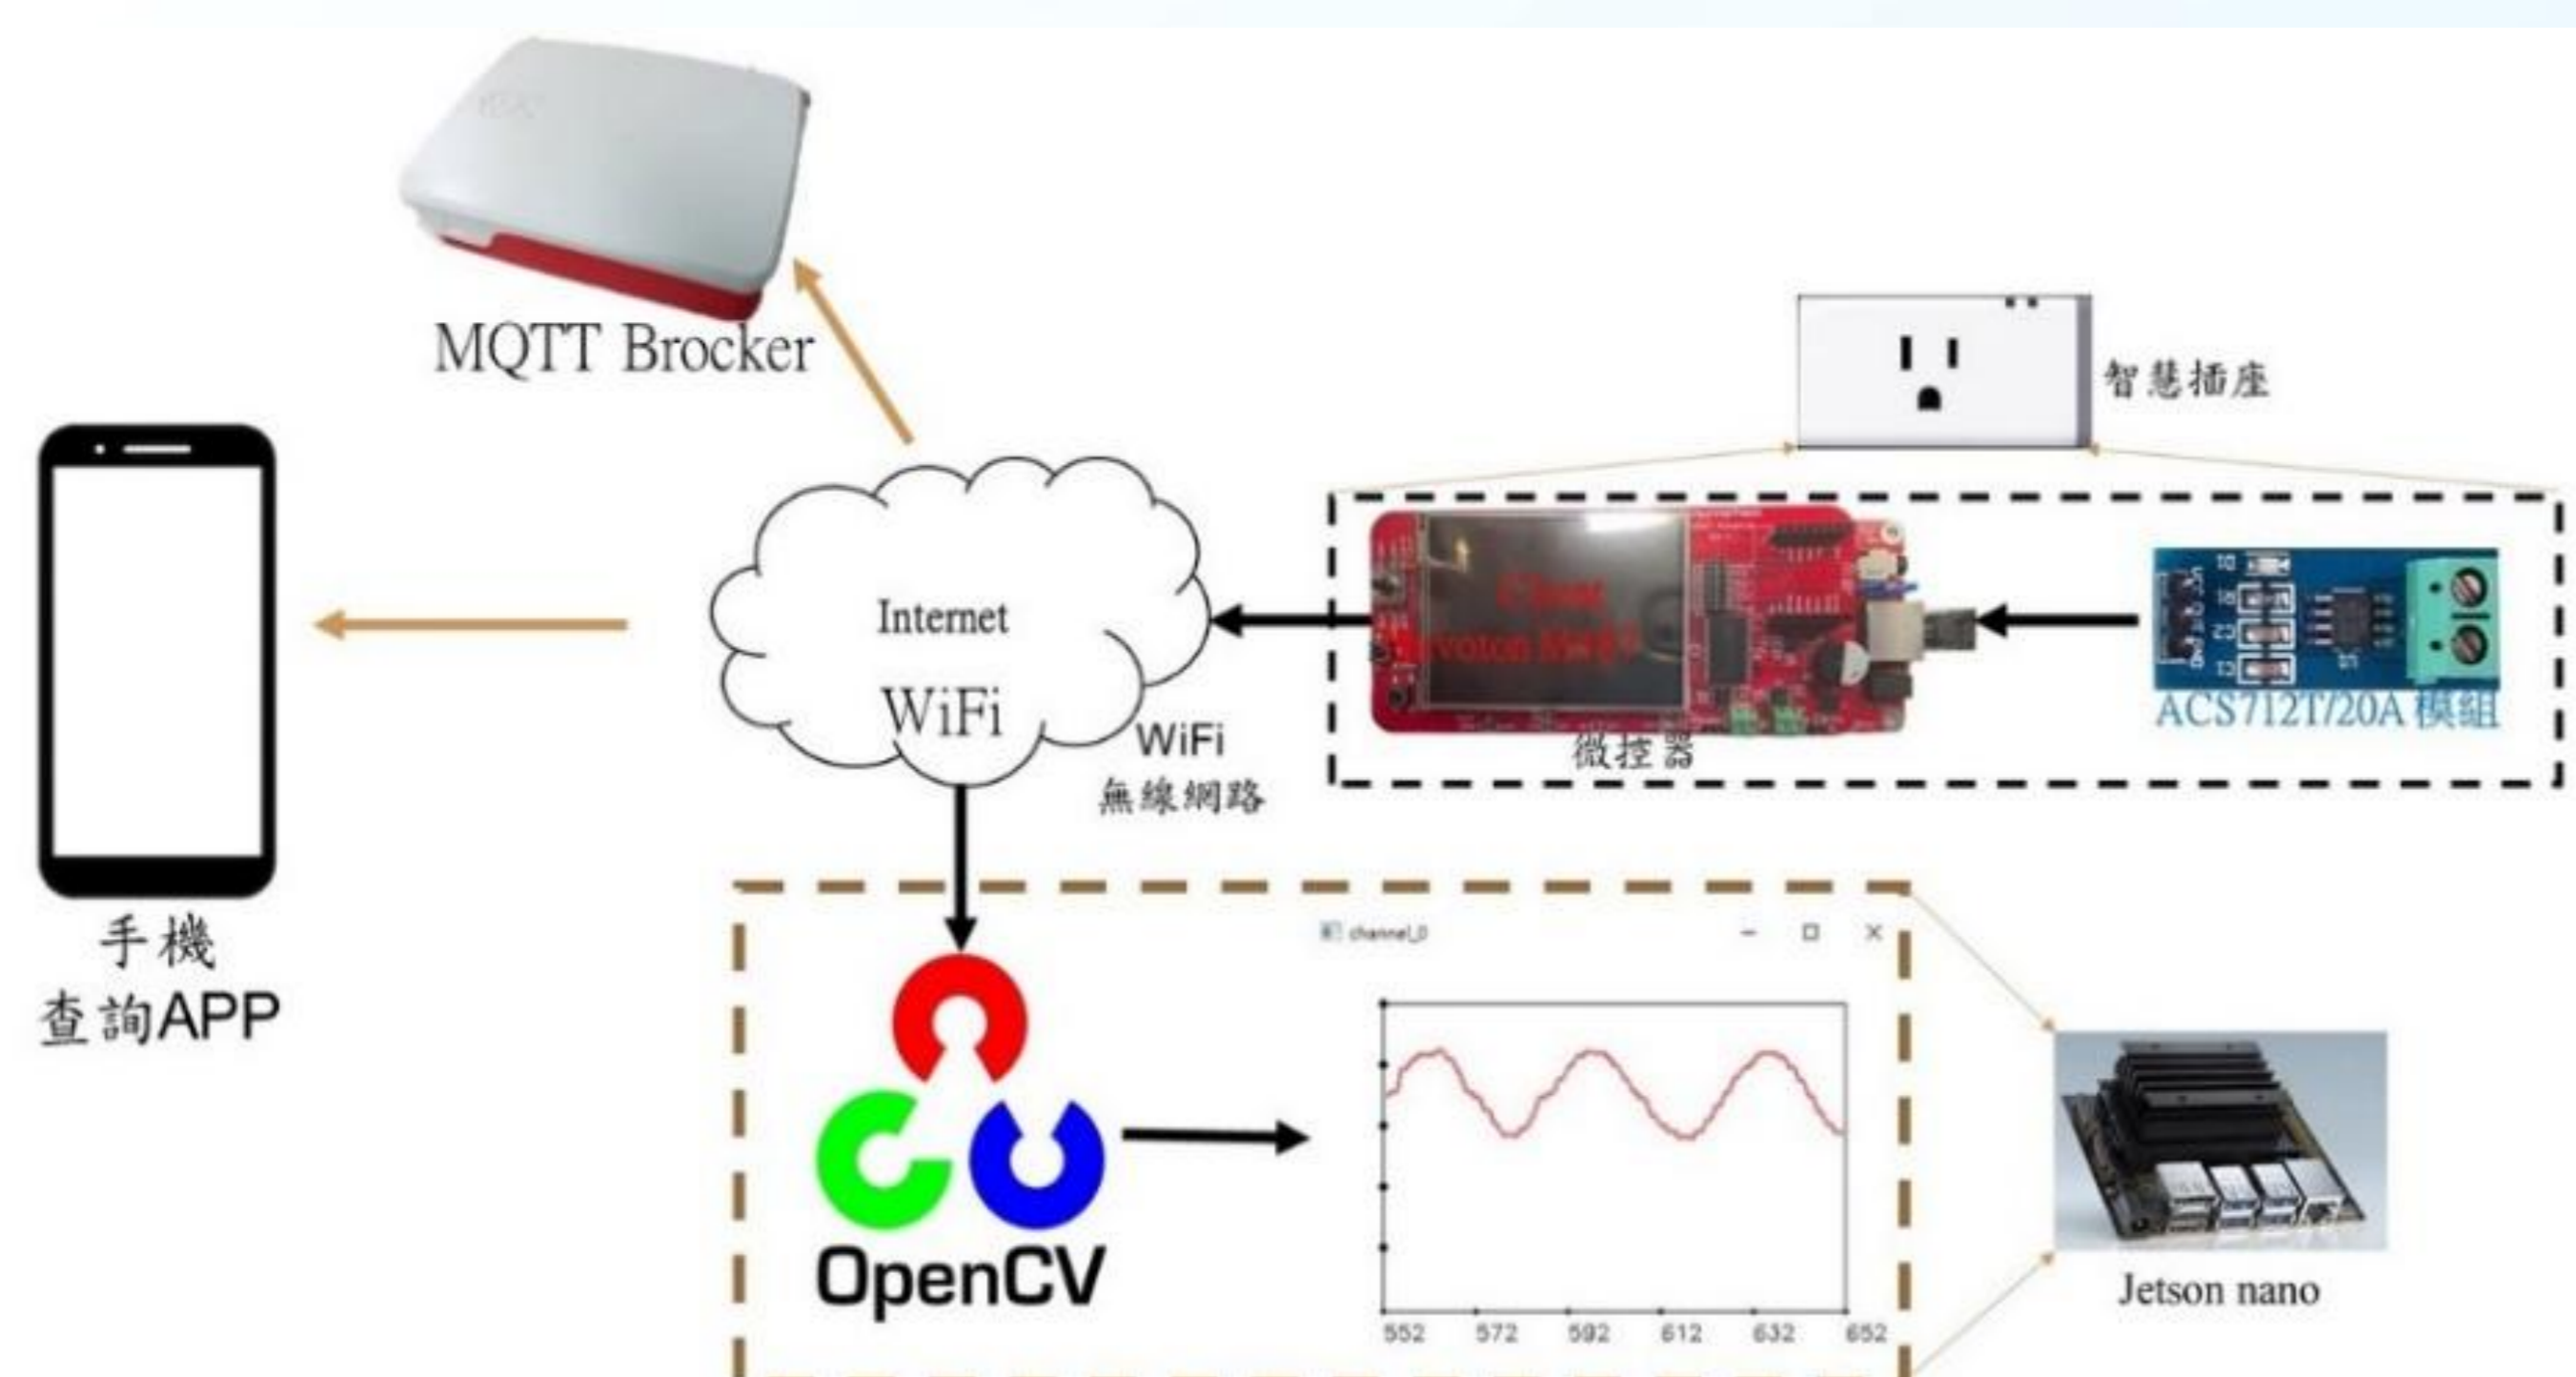 MQTT Brocker
智慧插座
Internet
WiFi
WiFi
無線網路
微控器
ACS712T/20A 模組
手機
查詢APP
channel_0
OpenCV
552 572 592 612 632 652
Jetson nano